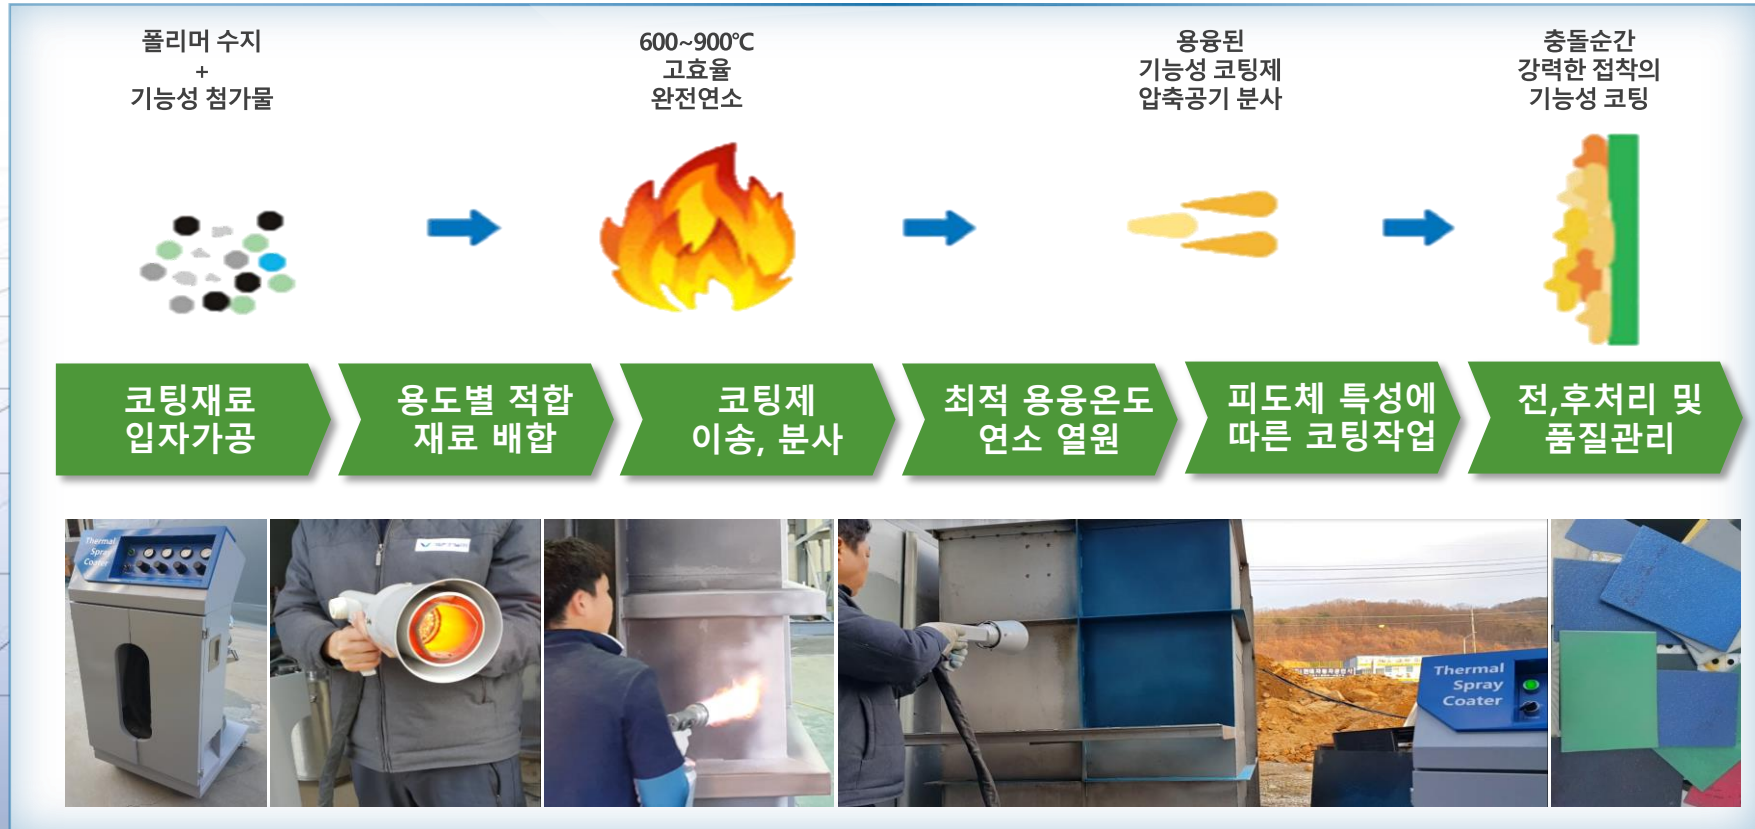 폴리머 수지
+
기능성 첨가물
600~900℃
고효율
완전연소
용융된
기능성 코팅제
압축공기 분사
충돌순간
강력한 접착의
기능성 코팅
코팅재료
입자가공
용도별 적합
재료 배합
코팅제
이송, 분사
최적 용융온도
연소 열원
피도체 특성에
따른 코팅작업
전,후처리 및
품질관리
Thermal
Spray
Coater
Thermal
Spray
Coater